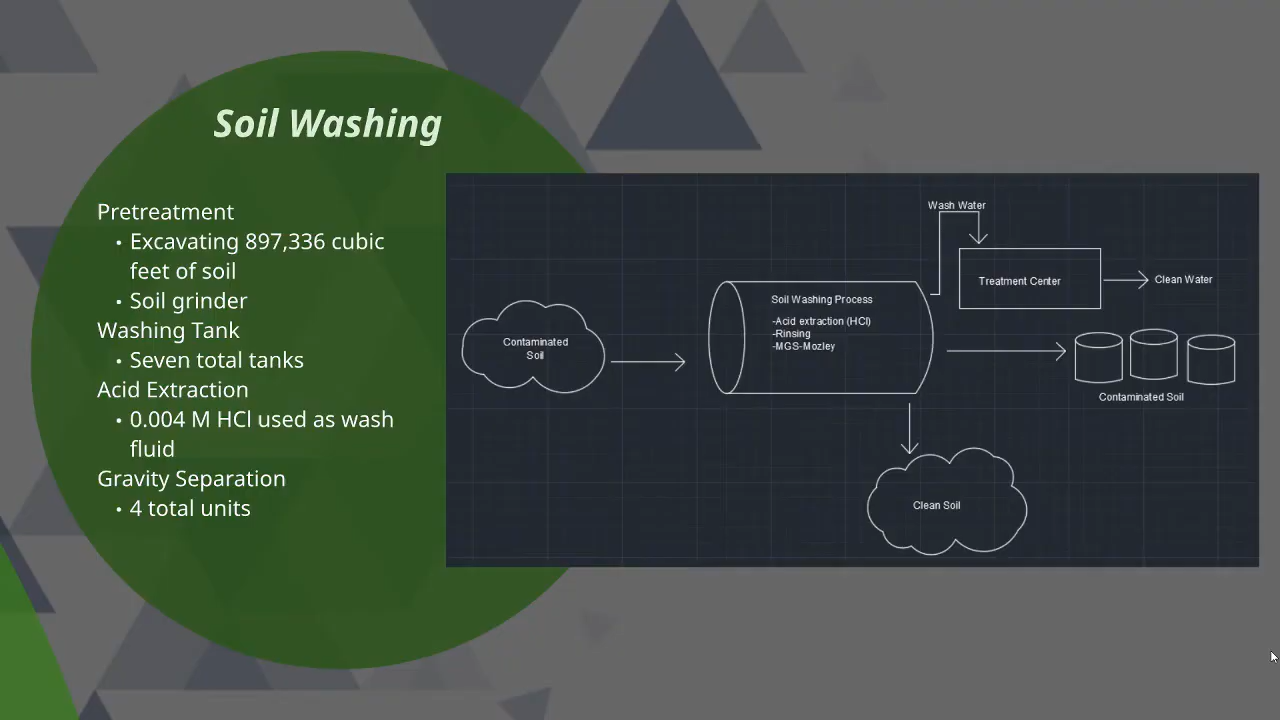 Soil Washing
Pretreatment
• Excavating 897,336 cubic
feet of soil
• Soil grinder
Washing Tank
• Seven total tanks
Acid Extraction
• 0.004 M HCl used as wash
fluid
Gravity Separation
• 4 total units
Contaminated
Soil
Soil Washing Process
-Acid extraction (HCl)
-Rinsing
-MGS-Mozley
Wash Water
Treatment Center
Clean Water
Contaminated Soil
Clean Soil